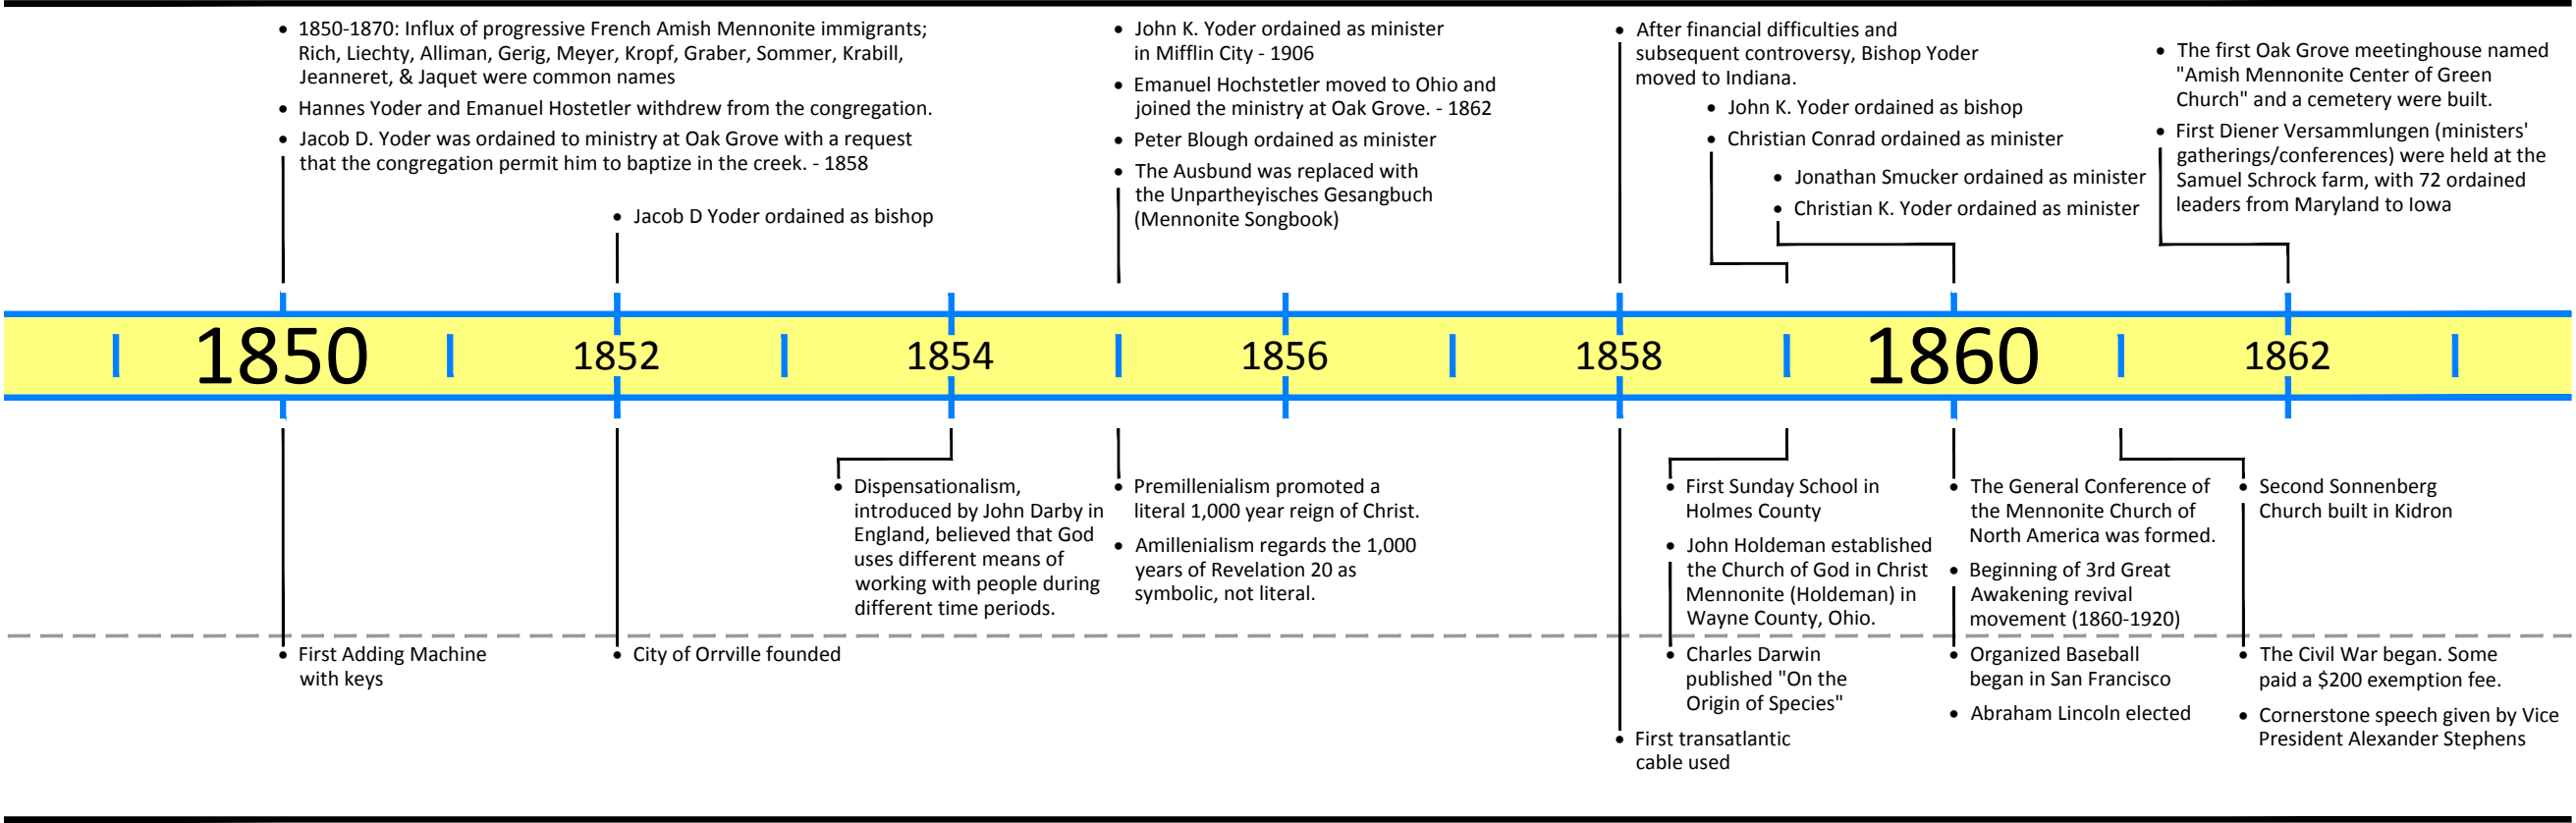 1850-1870: Influx of progressive French Amish Mennonite immigrants;
Rich, Liechty, Alliman, Gerig, Meyer, Kropf, Graber, Sommer, Krabill,
Jeanneret, & Jaquet were common names
Hannes Yoder and Emanuel Hostetler withdrew from the congregation.
Jacob D. Yoder was ordained to ministry at Oak Grove with a request
that the congregation permit him to baptize in the creek. - 1858
Jacob D Yoder ordained as bishop
John K. Yoder ordained as minister
in Mifflin City - 1906
Emanuel Hochstetler moved to Ohio and
joined the ministry at Oak Grove. - 1862
Peter Blough ordained as minister
The Ausbund was replaced with
the Unpartheyisches Gesangbuch
(Mennonite Songbook)
After financial difficulties and
subsequent controversy, Bishop Yoder
moved to Indiana.
John K. Yoder ordained as bishop
Christian Conrad ordained as minister
Jonathan Smucker ordained as minister
Christian K. Yoder ordained as minister
The first Oak Grove meetinghouse named
"Amish Mennonite Center of Green
Church" and a cemetery were built.
First Diener Versammlungen (ministers'
gatherings/conferences) were held at the
Samuel Schrock farm, with 72 ordained
leaders from Maryland to Iowa
1850 1852 1854 1856 1858 1860 1862
Dispensationalism,
introduced by John Darby in
England, believed that God
uses different means of
working with people during
different time periods.
Premillenialism promoted a
literal 1,000 year reign of Christ.
Amillenialism regards the 1,000
years of Revelation 20 as
symbolic, not literal.
First Sunday School in
Holmes County
John Holdeman established
the Church of God in Christ
Mennonite (Holdeman) in
Wayne County, Ohio.
The General Conference of
the Mennonite Church of
North America was formed.
Beginning of 3rd Great
Awakening revival
movement (1860-1920)
Second Sonnenberg
Church built in Kidron
First Adding Machine
with keys
City of Orrville founded
First transatlantic
cable used
Charles Darwin
published "On the
Origin of Species"
Organized Baseball
began in San Francisco
Abraham Lincoln elected
The Civil War began. Some
paid a $200 exemption fee.
Cornerstone speech given by Vice
President Alexander Stephens